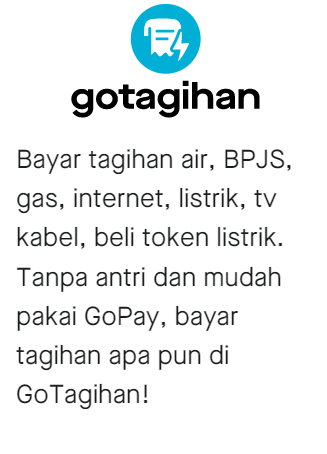 gotagihan
Bayar tagihan air, BPJS,
gas, internet, listrik, tv
kabel, beli token listrik.
Tanpa antri dan mudah
pakai GoPay, bayar
tagihan apa pun di
GoTagihan!